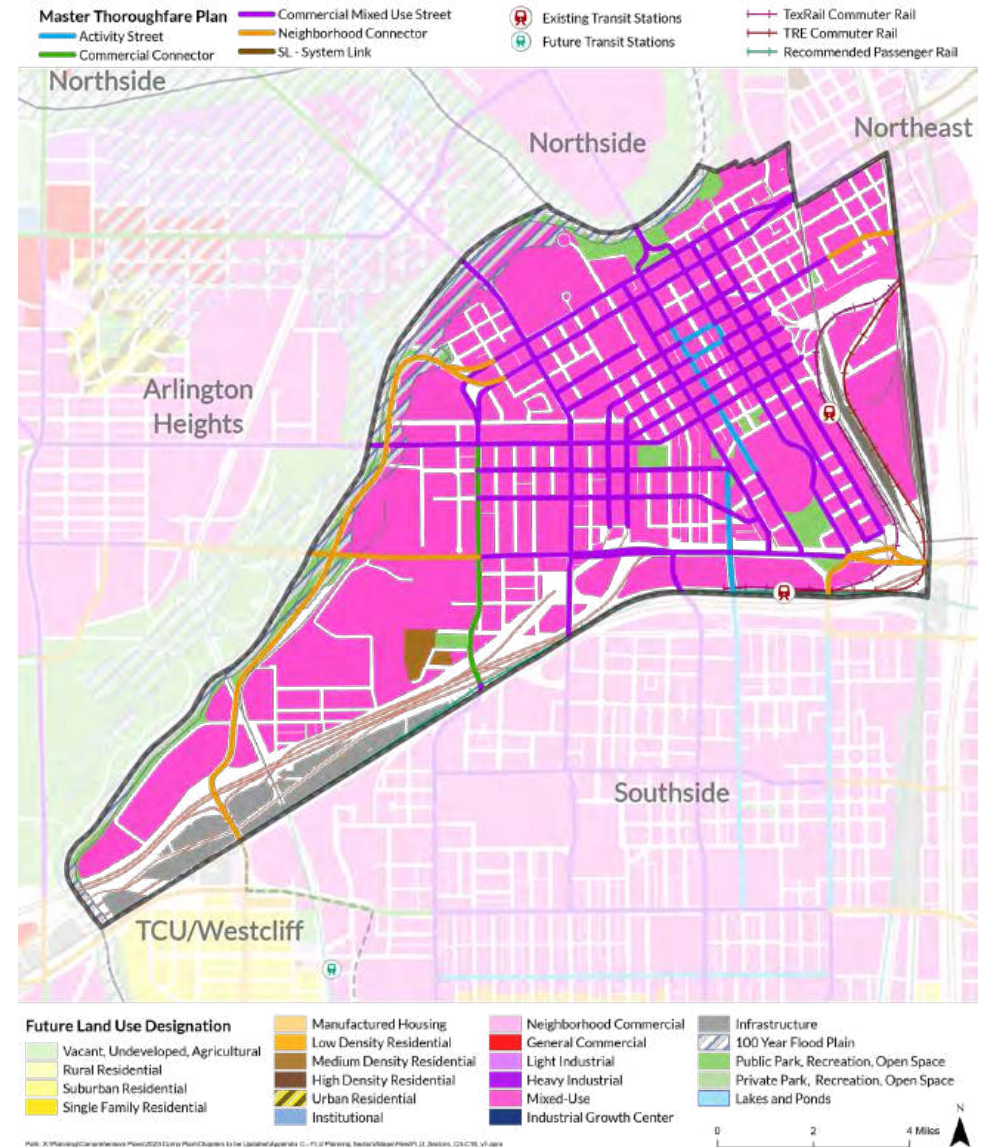 Master Thoroughfare Plan
Activity Street
Commercial Connector
Commercial Mixed Use Street
Neighborhood Connector
SL - System Link
Existing Transit Stations
Future Transit Stations
TexRail Commuter Rail
TRE Commuter Rail
Recommended Passenger Rail
Northside
Northside
Northeast
Arlington
Heights
Southside
TCU/Westcliff
Future Land Use Designation
Vacant, Undeveloped, Agricultural
Rural Residential
Suburban Residential
Single Family Residential
Manufactured Housing
Low Density Residential
Medium Density Residential
High Density Residential
Urban Residential
Institutional
Neighborhood Commercial
General Commercial
Light Industrial
Heavy Industrial
Mixed-Use
Industrial Growth Center
Infrastructure
100 Year Flood Plain
Public Park, Recreation, Open Space
Private Park, Recreation, Open Space
Lakes and Ponds
N
0 2 4 Miles